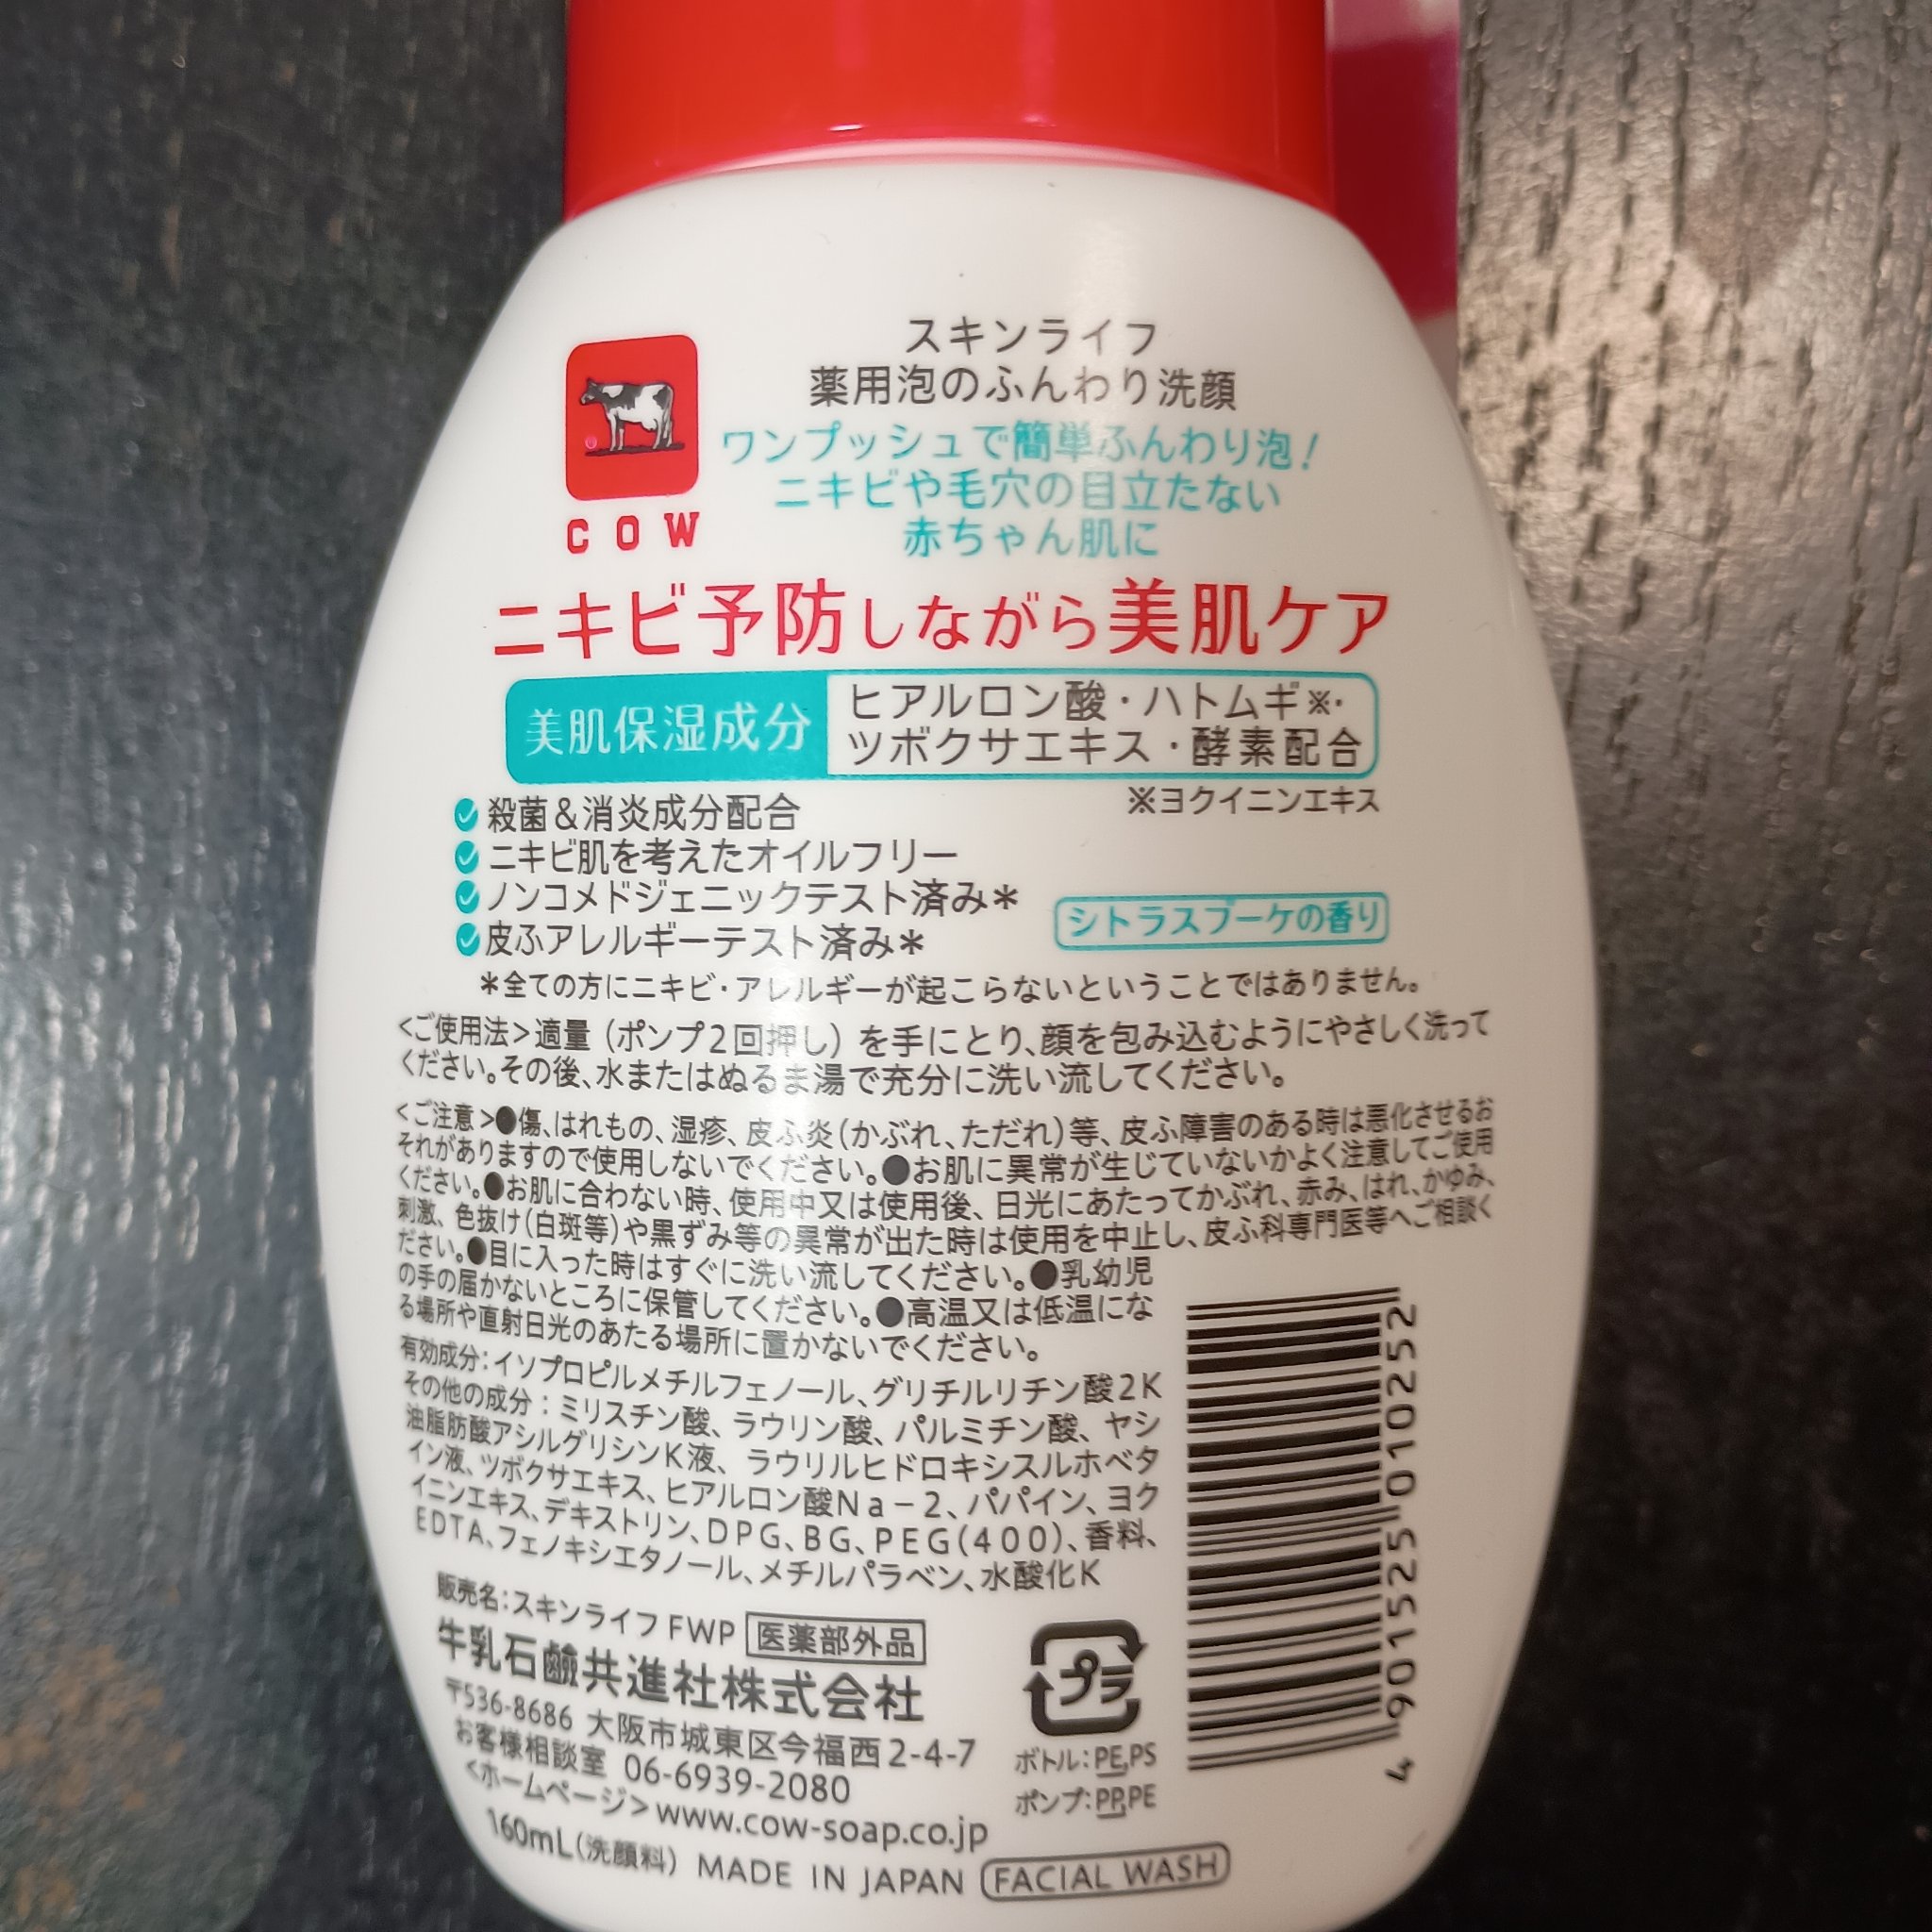 スキンライフ
薬用泡のふんわり洗顔
ワンプッシュで簡単ふんわり泡!
ニキビや毛穴の目立たない
赤ちゃん肌に
COW
ニキビ予防しながら美肌ケア
美肌保湿成分
ヒアルロン酸・ハトムギ※・
ツボクサエキス・酵素配合
※ヨクイニンエキス
殺菌&消炎成分配合
ニキビ肌を考えたオイルフリー
ノンコメドジェニックテスト済み*
皮ふアレルギーテスト済み*
シトラスブーケの香り
*全ての方にニキビ・アレルギーが起こらないということではありません。
<ご使用法>適量(ポンプ2回押し)を手にとり、顔を包み込むようにやさしく洗って
ください。その後、水またはぬるま湯で充分に洗い流してください。
<ご注意>●傷、はれもの、湿疹、皮ふ炎(かぶれ、ただれ)等、皮ふ障害のある時は悪化させるお
それがありますので使用しないでください。●お肌に異常が生じていないかよく注意してご使用
ください。●お肌に合わない時、使用中又は使用後、日光にあたってかぶれ、赤み、はれ、かゆみ、
刺激、色抜け(白斑等)や黒ずみ等の異常が出た時は使用を中止し、皮ふ科専門医等へご相談く
ださい。●目に入った時はすぐに洗い流してください。●乳幼児
の手の届かないところに保管してください。●高温又は低温にな
る場所や直射日光のあたる場所に置かないでください。
有効成分:イソプロピルメチルフェノール、グリチルリチン酸2K
その他の成分:ミリスチン酸、ラウリン酸、パルミチン酸、ヤシ
油脂肪酸アシルグリシンK液、ラウリルヒドロキシスルホベタ
イン液、ツボクサエキス、ヒアルロン酸Na-2、パパイン、ヨク
イニンエキス、デキストリン、DPG、BG、PEG(400)、香料、
EDTA、フェノキシエタノール、メチルパラベン、水酸化K
販売名:スキンライフFWP 医薬部外品
牛乳石鹸共進社株式会社
〒536-8686 大阪市城東区今福西2-4-7
お客様相談室 06-6939-2080
<ホームページ>www.cow-soap.co.jp
160mL(洗顔料) MADE IN JAPAN FACIAL WASH
プラ
ボトル:PE,PS
ポンプ:PP,PE
4 901525 010252